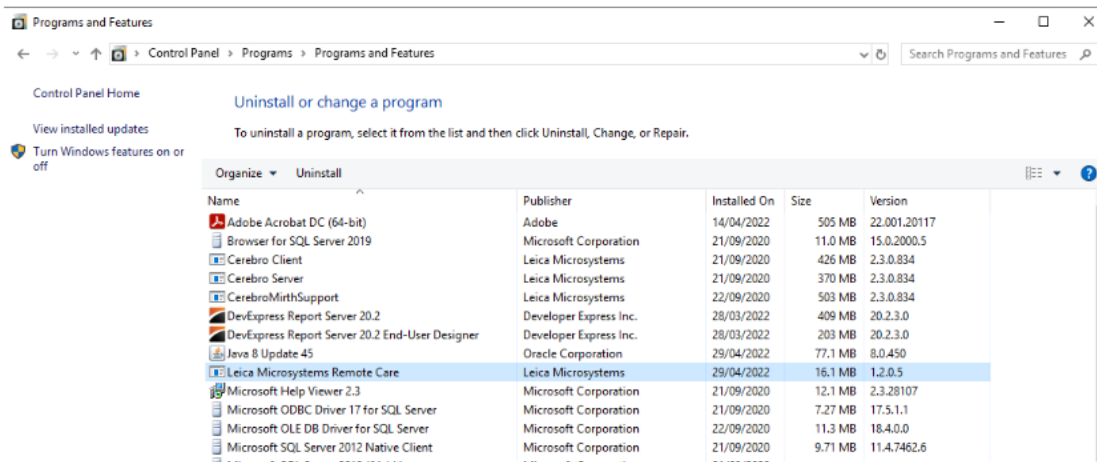 Programs and Features
Control Panel > Programs > Programs and Features
Search Programs and Features
Control Panel Home
View installed updates
Turn Windows features on or
off
Uninstall or change a program
To uninstall a program, select it from the list and then click Uninstall, Change, or Repair.
Organize Uninstall
Name Publisher Installed On Size Version
Adobe Acrobat DC (64-bit) Adobe 14/04/2022 505 MB 22.001.20117
Browser for SQL Server 2019 Microsoft Corporation 21/09/2020 11.0 MB 15.0.2000.5
Cerebro Client Leica Microsystems 21/09/2020 426 MB 2.3.0.834
Cerebro Server Leica Microsystems 21/09/2020 370 MB 2.3.0.834
CerebroMirthSupport Leica Microsystems 22/09/2020 503 MB 2.3.0.834
DevExpress Report Server 20.2 Developer Express Inc. 28/03/2022 409 MB 20.2.3.0
DevExpress Report Server 20.2 End-User Designer Developer Express Inc. 28/03/2022 203 MB 20.2.3.0
Java 8 Update 45 Oracle Corporation 29/04/2022 77.1 MB 8.0.450
Leica Microsystems Remote Care Leica Microsystems 29/04/2022 16.1 MB 1.2.0.5
Microsoft Help Viewer 2.3 Microsoft Corporation 21/09/2020 12.1 MB 2.3.28107
Microsoft ODBC Driver 17 for SQL Server Microsoft Corporation 21/09/2020 7.27 MB 17.5.1.1
Microsoft OLE DB Driver for SQL Server Microsoft Corporation 22/09/2020 11.3 MB 18.4.0.0
Microsoft SQL Server 2012 Native Client Microsoft Corporation 21/09/2020 9.71 MB 11.4.7462.6